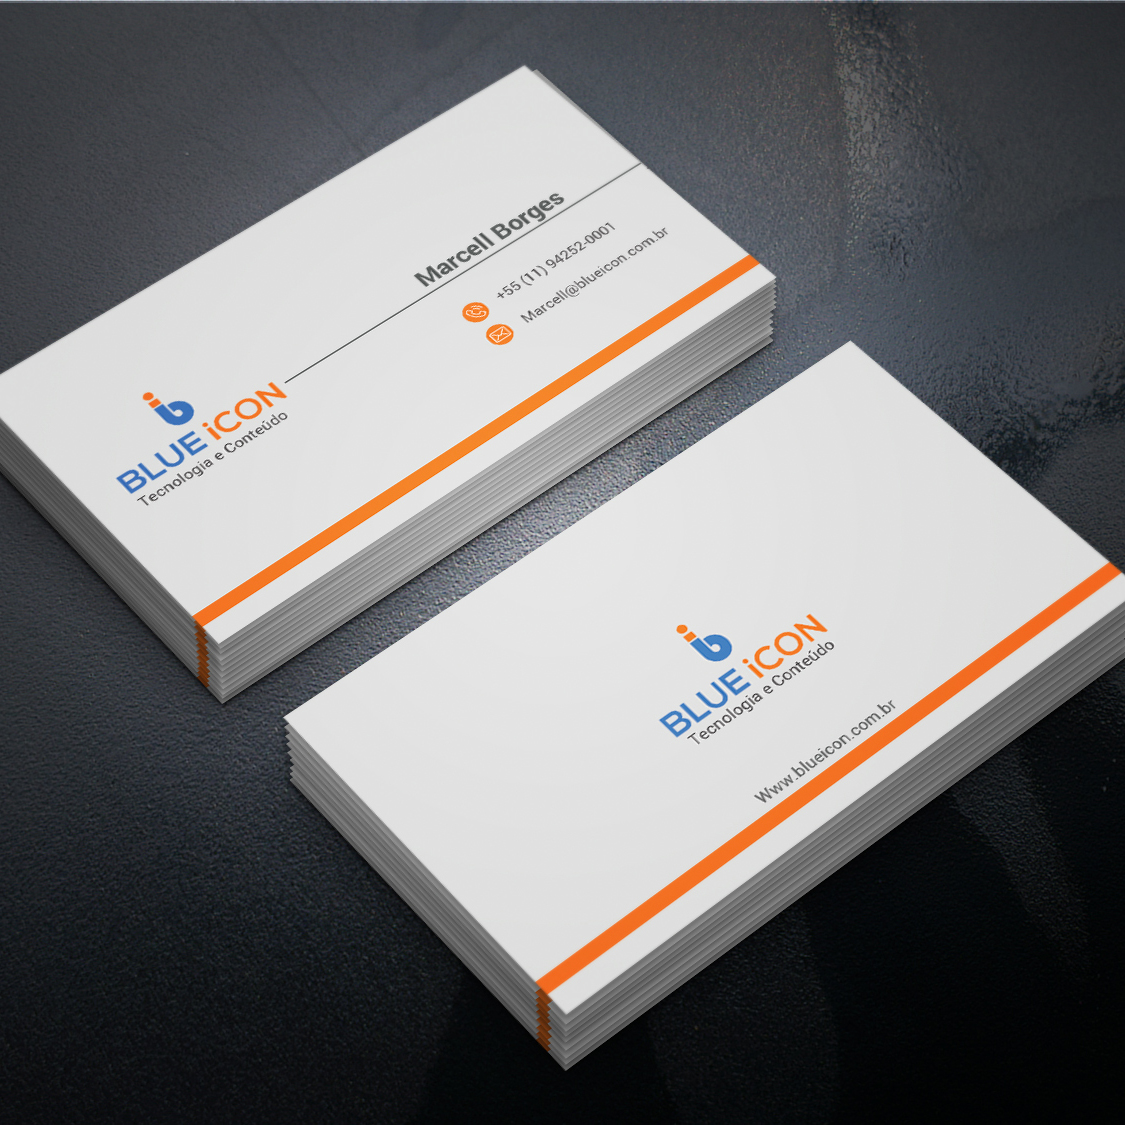 Marcell Borges
+55 (11) 94252-0001
Marcell@blueicon.com.br
BLUE iCON
Tecnologia e Conteúdo
BLUE iCON
Tecnologia e Conteúdo
Www.blueicon.com.br